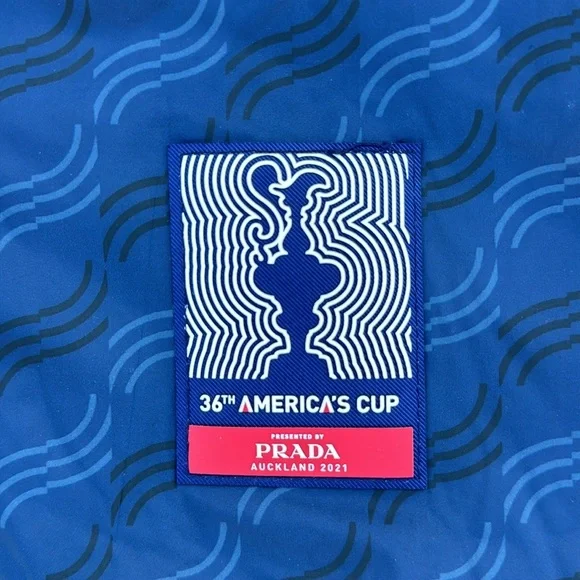 36TH AMERICA'S CUP
PRESENTED BY
PRADA
AUCKLAND 2021